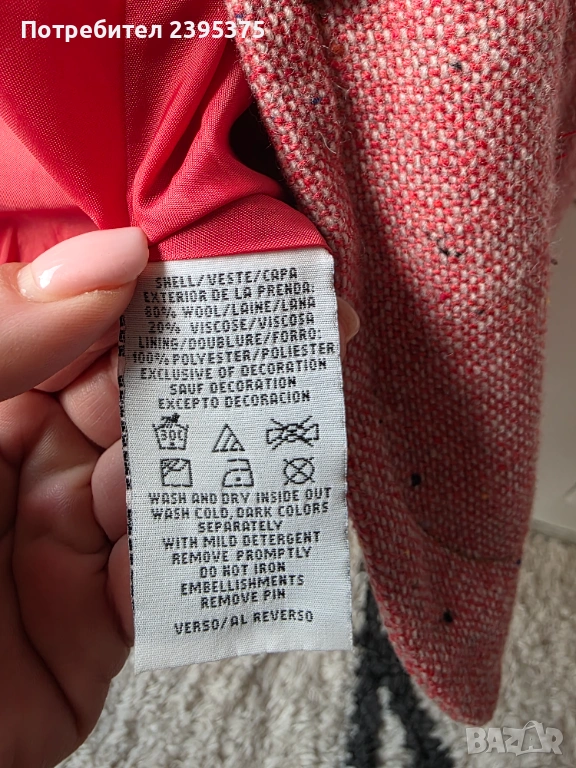 Потребител 2395375
SHELL/VESTE/CAPA
EXTERIOR DE LA PRENDA:
80% WOOL/LAINE/LANA
20% VISCOSE/VISCOSA
LINING/DOUBLURE/FORRO:
100% POLYESTER/POLIESTER
EXCLUSIVE OF DECORATION
SAUF DECORATION
EXCEPTO DECORACION
30C
WASH AND DRY INSIDE OUT
WASH COLD, DARK COLORS
SEPARATELY
WITH MILD DETERGENT
REMOVE PROMPTLY
DO NOT IRON
EMBELLISHMENTS
REMOVE PIN
VERSO/AL REVERSO
BAZAR